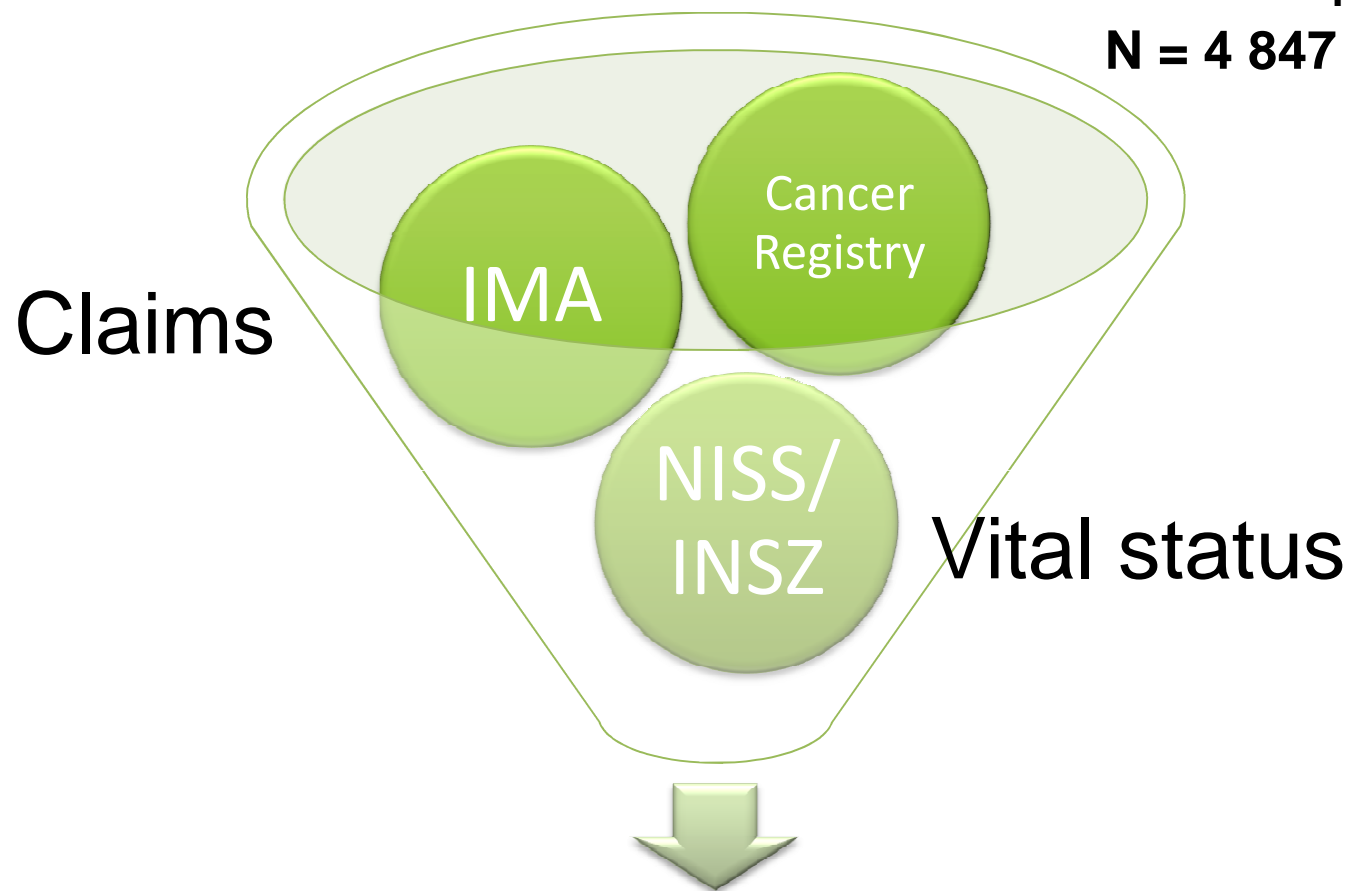 N = 4 847
Cancer
Registry
IMA
Claims
NISS/
INSZ
Vital status